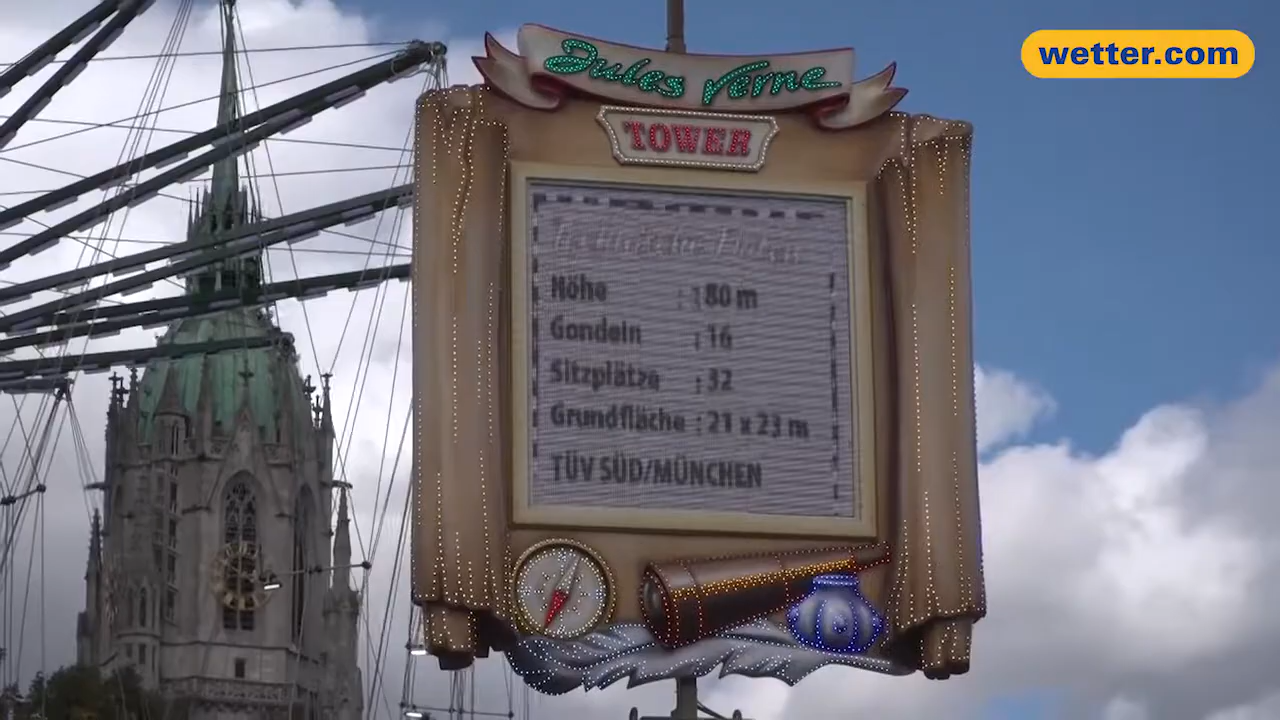 wetter.com
Jules Verne
TOWER
Höhe : 80 m
Gondeln : 16
Sitzplätze : 32
Grundfläche : 21 x 23 m
TÜV SÜD/MÜNCHEN